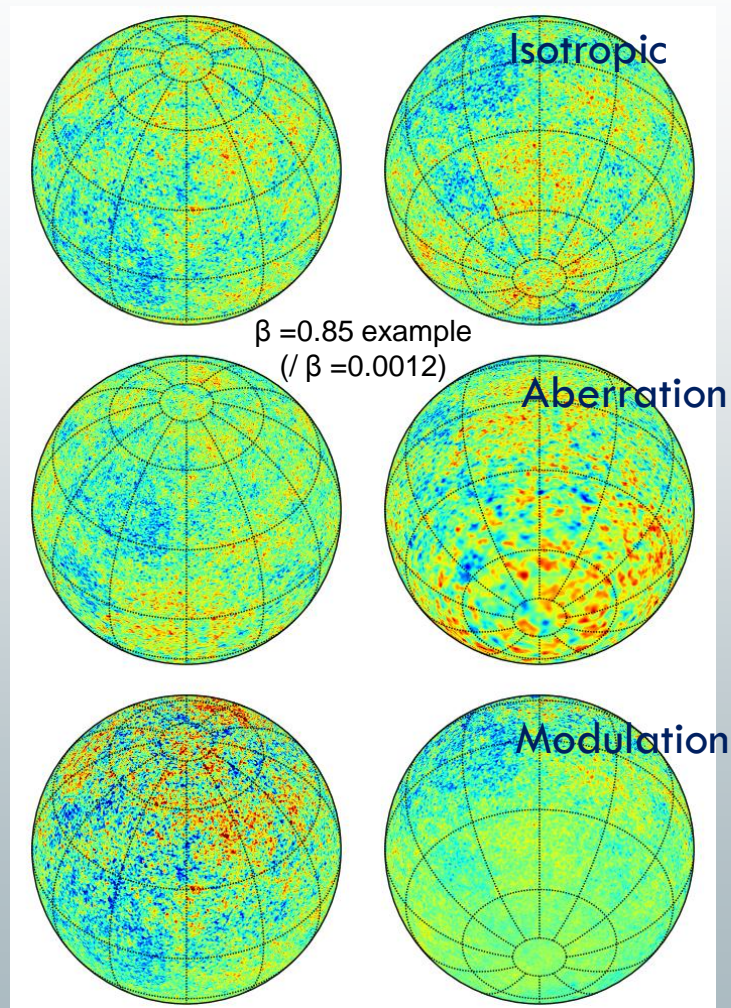 Isotropic
β =0.85 example
(/ β =0.0012)
Aberration
Modulation